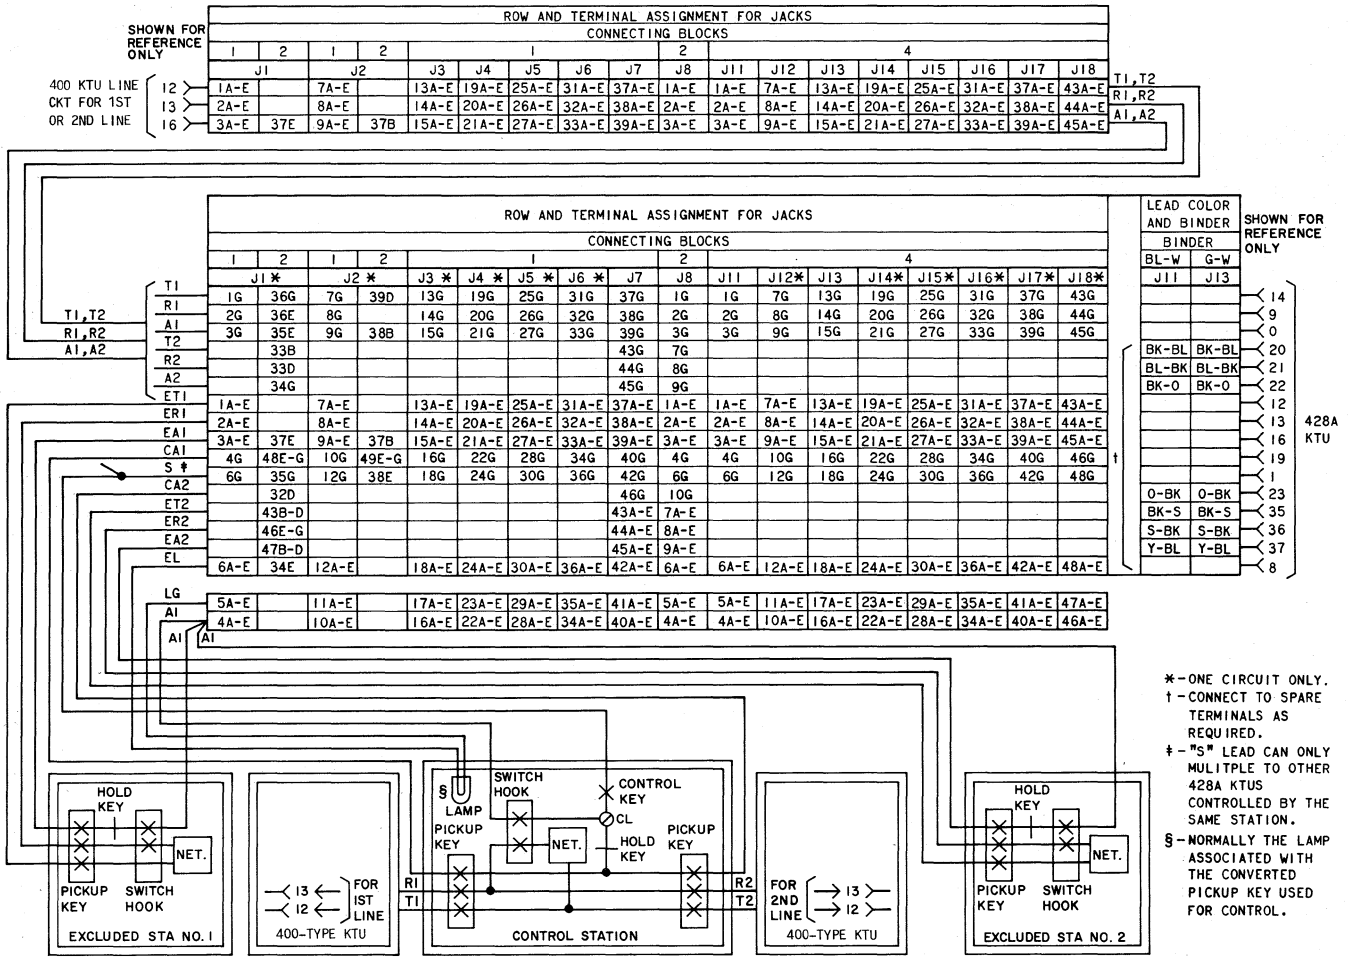 ROW AND TERMINAL ASSIGNMENT FOR JACKS
CONNECTING BLOCKS
SHOWN FOR REFERENCE ONLY
1 2 1 2 1 2 4
J1 J2 J3 J4 J5 J6 J7 J8 J11 J12 J13 J14 J15 J16 J17 J18
400 KTU LINE CKT FOR 1ST OR 2ND LINE
12 1A-E 7A-E 13A-E 19A-E 25A-E 31A-E 37A-E 1A-E 1A-E 7A-E 13A-E 19A-E 25A-E 31A-E 37A-E 43A-E T1,T2
13 2A-E 8A-E 14A-E 20A-E 26A-E 32A-E 38A-E 2A-E 2A-E 8A-E 14A-E 20A-E 26A-E 32A-E 38A-E 44A-E R1,R2
16 3A-E 37E 9A-E 37B 15A-E 21A-E 27A-E 33A-E 39A-E 3A-E 3A-E 9A-E 15A-E 21A-E 27A-E 33A-E 39A-E 45A-E A1,A2
ROW AND TERMINAL ASSIGNMENT FOR JACKS
CONNECTING BLOCKS
LEAD COLOR AND BINDER
BINDER
BL-W G-W
J11 J13
SHOWN FOR REFERENCE ONLY
1 2 1 2 1 2 4
J1* J2* J3* J4* J5* J6* J7 J8 J11 J12* J13 J14* J15* J16* J17* J18*
T1,T2
R1,R2
A1,A2
T1 1G 36G 7G 39D 13G 19G 25G 31G 37G 1G 1G 7G 13G 19G 25G 31G 37G 43G 14
R1 2G 36E 8G 14G 20G 26G 32G 38G 2G 2G 8G 14G 20G 26G 32G 38G 44G 9
A1 3G 35E 9G 38B 15G 21G 27G 33G 39G 3G 3G 9G 15G 21G 27G 33G 39G 45G 0
T2 33B 43G 7G BK-BL BK-BL 20
R2 33D 44G 8G BL-BK BL-BK 21
A2 34G 45G 9G BK-O BK-O 22
ET1 1A-E 7A-E 13A-E 19A-E 25A-E 31A-E 37A-E 1A-E 1A-E 7A-E 13A-E 19A-E 25A-E 31A-E 37A-E 43A-E 12
ER1 2A-E 8A-E 14A-E 20A-E 26A-E 32A-E 38A-E 2A-E 2A-E 8A-E 14A-E 20A-E 26A-E 32A-E 38A-E 44A-E 13
EA1 3A-E 37E 9A-E 37B 15A-E 21A-E 27A-E 33A-E 39A-E 3A-E 3A-E 9A-E 15A-E 21A-E 27A-E 33A-E 39A-E 45A-E 16
CA1 4G 48E-G 10G 49E-G 16G 22G 28G 34G 40G 4G 4G 10G 16G 22G 28G 34G 40G 46G † 19
S ‡ 6G 35G 12G 38E 18G 24G 30G 36G 42G 6G 6G 12G 18G 24G 30G 36G 42G 48G 1
CA2 32D 46G 10G O-BK O-BK 23
ET2 43B-D 43A-E 7A-E BK-S BK-S 35
ER2 46E-G 44A-E 8A-E S-BK S-BK 36
EA2 47B-D 45A-E 9A-E Y-BL Y-BL 37
EL 6A-E 34E 12A-E 18A-E 24A-E 30A-E 36A-E 42A-E 6A-E 6A-E 12A-E 18A-E 24A-E 30A-E 36A-E 42A-E 48A-E 8
428A KTU
LG 5A-E 11A-E 17A-E 23A-E 29A-E 35A-E 41A-E 5A-E 5A-E 11A-E 17A-E 23A-E 29A-E 35A-E 41A-E 47A-E
A1 4A-E 10A-E 16A-E 22A-E 28A-E 34A-E 40A-E 4A-E 4A-E 10A-E 16A-E 22A-E 28A-E 34A-E 40A-E 46A-E
A1 A1
*-ONE CIRCUIT ONLY.
†-CONNECT TO SPARE
TERMINALS AS
REQUIRED.
‡-"S" LEAD CAN ONLY
MULITPLE TO OTHER
428A KTUS
CONTROLLED BY THE
SAME STATION.
§-NORMALLY THE LAMP
ASSOCIATED WITH
THE CONVERTED
PICKUP KEY USED
FOR CONTROL.
HOLD KEY
NET.
PICKUP KEY
SWITCH HOOK
EXCLUDED STA NO. 1
13
12
FOR 1ST LINE
400-TYPE KTU
R1
T1
§
LAMP
SWITCH HOOK
CONTROL KEY
CL
PICKUP KEY
NET.
HOLD KEY
PICKUP KEY
CONTROL STATION
R2
T2
FOR 2ND LINE
13
12
400-TYPE KTU
HOLD KEY
NET.
PICKUP KEY
SWITCH HOOK
EXCLUDED STA NO. 2